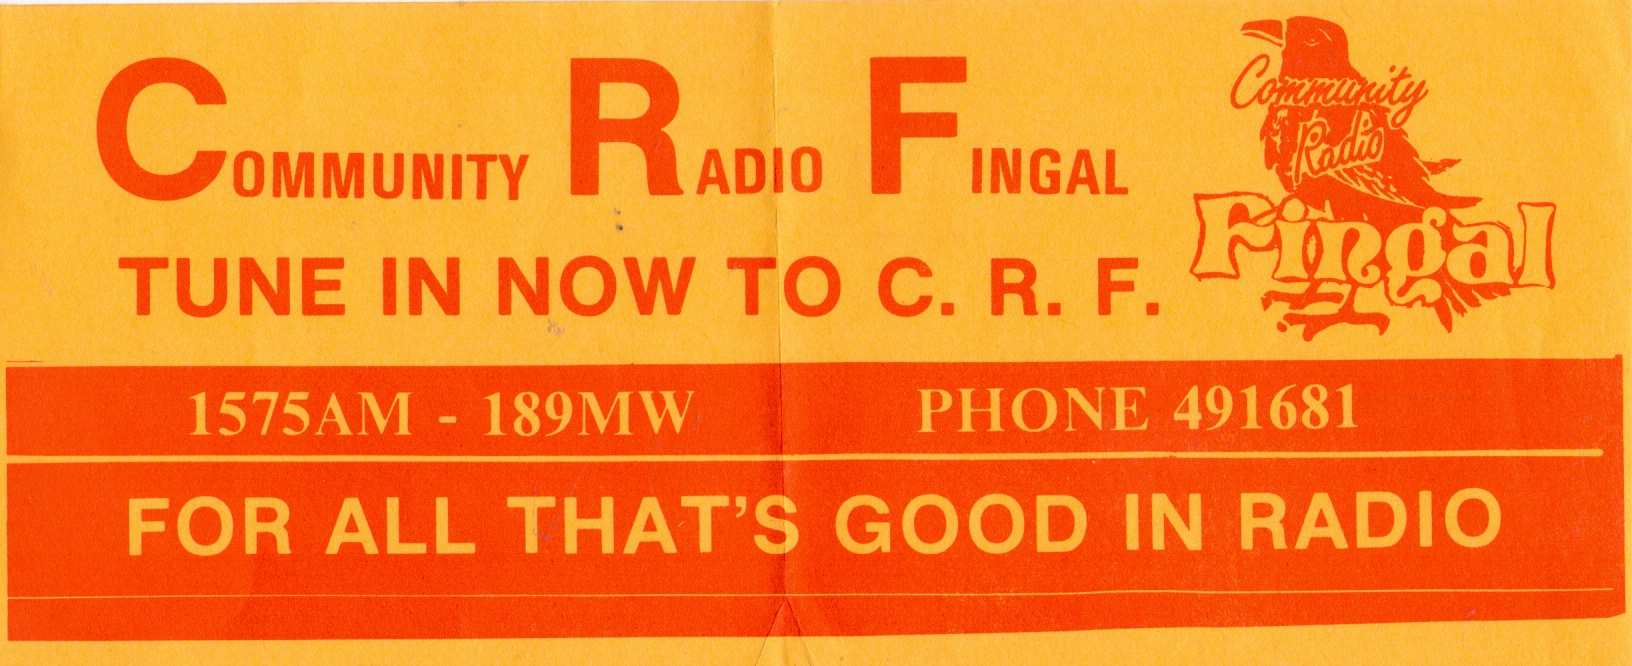 COMMUNITY RADIO FINGAL
Community
Radio
Fingal
TUNE IN NOW TO C. R. F.
1575AM - 189MW PHONE 491681
FOR ALL THAT'S GOOD IN RADIO